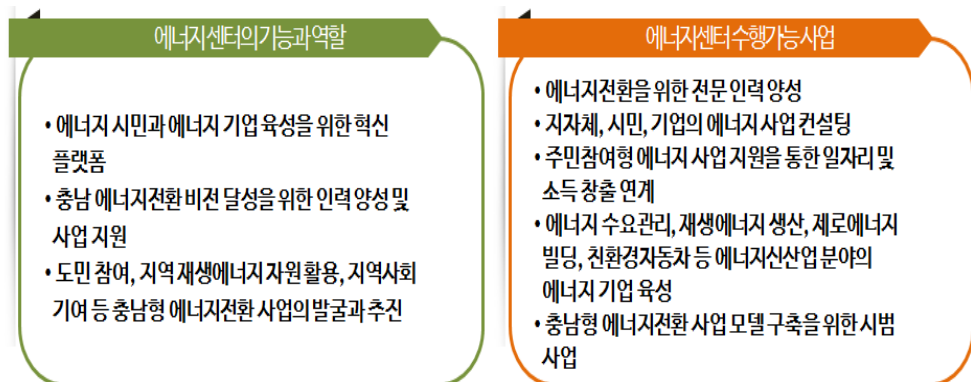 에너지센터의 기능과 역할
• 에너지 시민과 에너지 기업 육성을 위한 혁신
플랫폼
• 충남 에너지전환 비전 달성을 위한 인력 양성 및
사업 지원
• 도민 참여, 지역 재생에너지 자원 활용, 지역사회
기여 등 충남형 에너지전환 사업의 발굴과 추진
에너지센터 수행가능 사업
• 에너지전환을 위한 전문 인력 양성
• 지자체, 시민, 기업의 에너지 사업 컨설팅
• 주민참여형 에너지 사업 지원을 통한 일자리 및
소득 창출 연계
• 에너지 수요관리, 재생에너지 생산, 제로에너지
빌딩, 친환경자동차 등 에너지신산업 분야의
에너지 기업 육성
• 충남형 에너지전환 사업 모델 구축을 위한 시범
사업